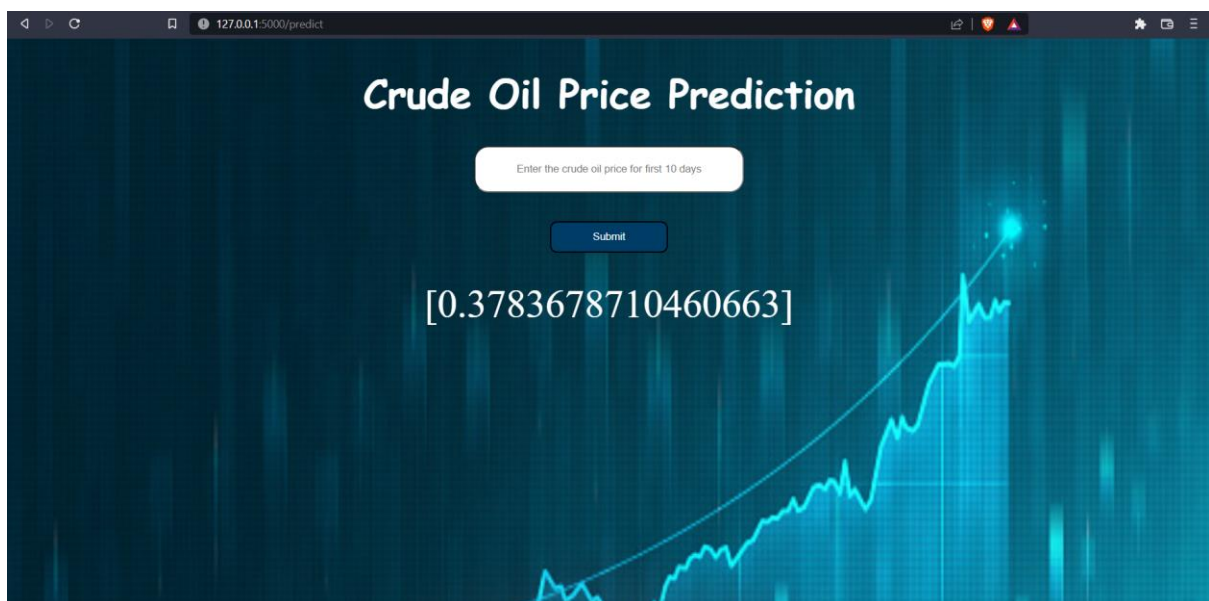 127.0.0.1:5000/predict
Crude Oil Price Prediction
Enter the crude oil price for first 10 days
Submit
[0.3783678710460663]